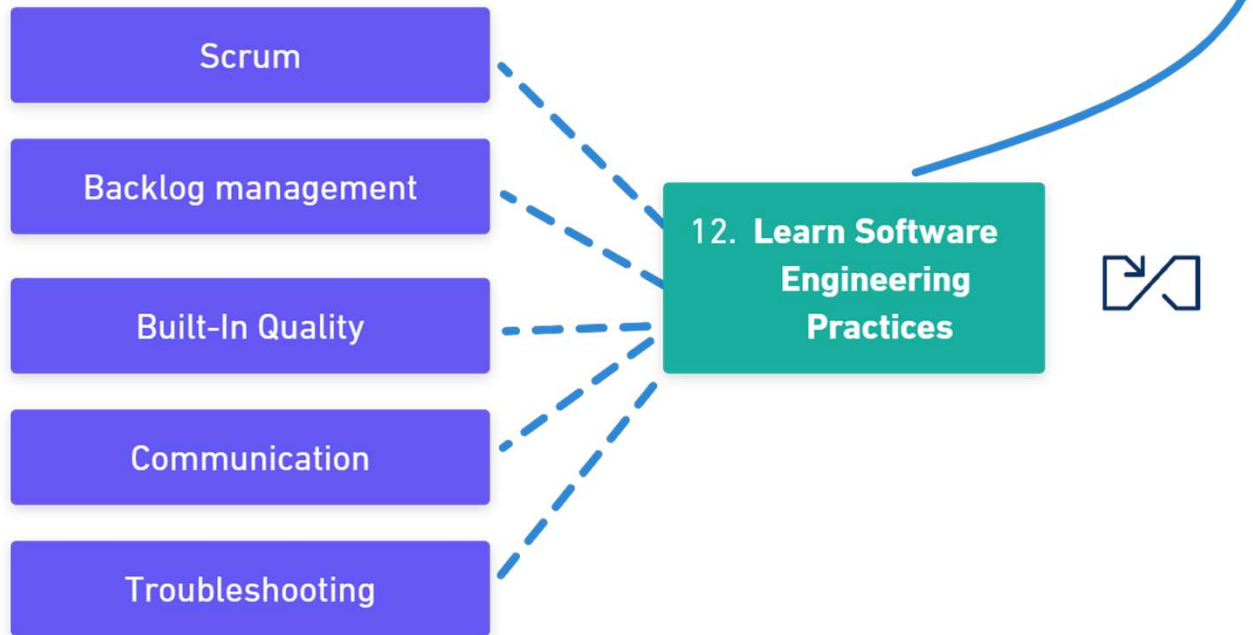 Scrum
Backlog management
Built-In Quality
Communication
Troubleshooting
12. Learn Software
Engineering
Practices